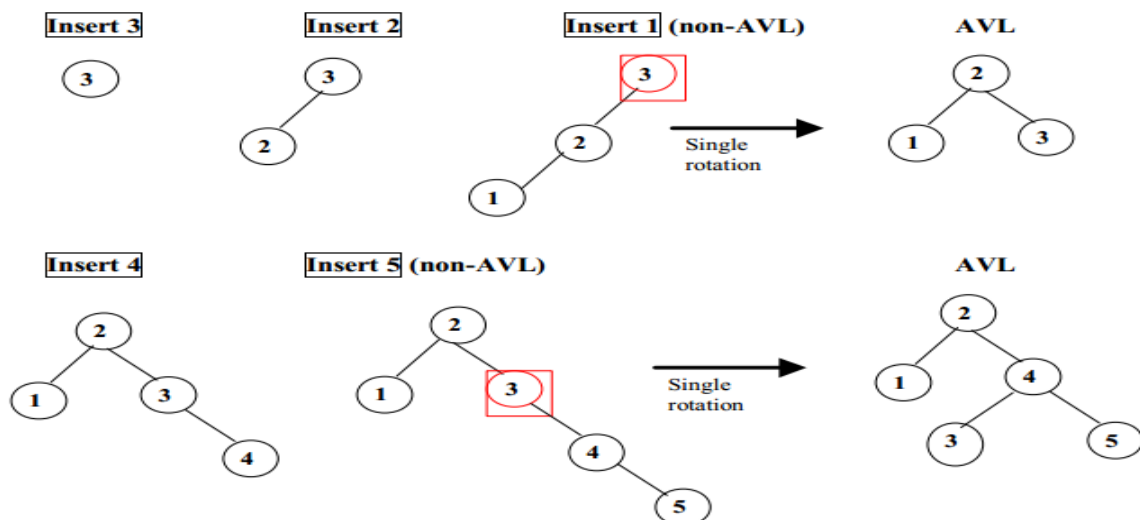 Insert 3 Insert 2 Insert 1 (non-AVL) AVL
3 3 3 2
2 2 1 3
Single
rotation
1
Insert 4 Insert 5 (non-AVL) AVL
2 2 2
1 3 1 3 1 4
Single
rotation
4 4 3 5
5